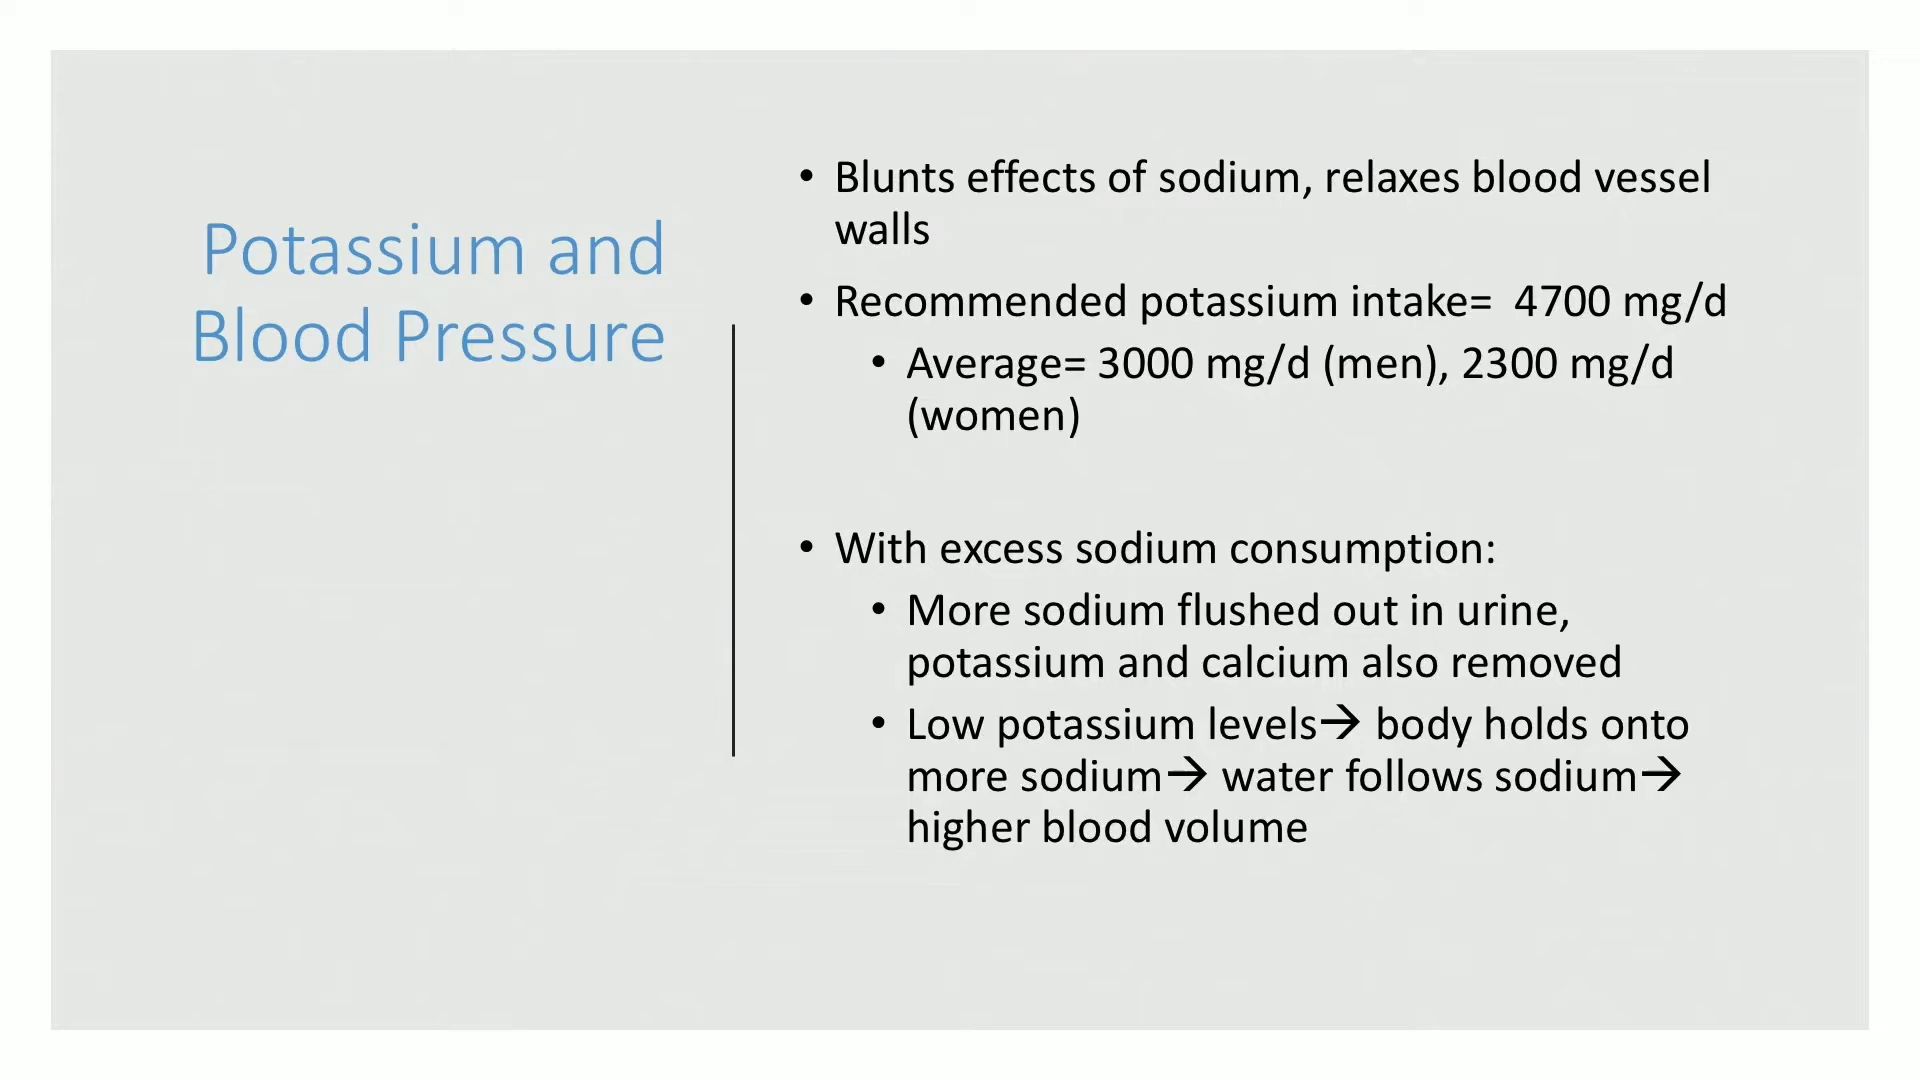 Potassium and
Blood Pressure
• Blunts effects of sodium, relaxes blood vessel
walls
• Recommended potassium intake=  4700 mg/d
• Average= 3000 mg/d (men), 2300 mg/d
(women)
• With excess sodium consumption:
• More sodium flushed out in urine,
potassium and calcium also removed
• Low potassium levels→ body holds onto
more sodium→ water follows sodium→
higher blood volume